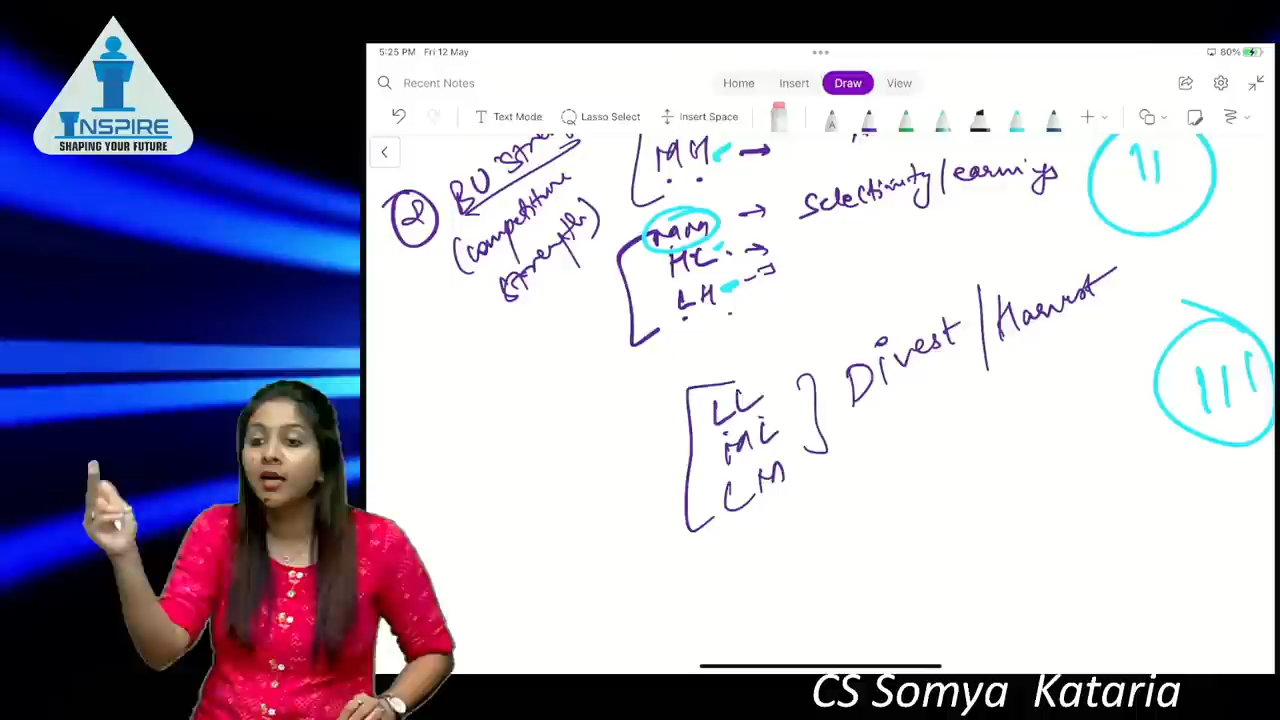 INSPIRE
SHAPING YOUR FUTURE
5:25 PM Fri 12 May
80%
Recent Notes
Home Insert Draw View
Text Mode Lasso Select Insert Space
MH →
2 BU
(competitive
strength)
MM → Selectivity/earnings
HL →
LH →
II
LL
ML
LM
} Divest/Harvest
III
CS Somya Kataria